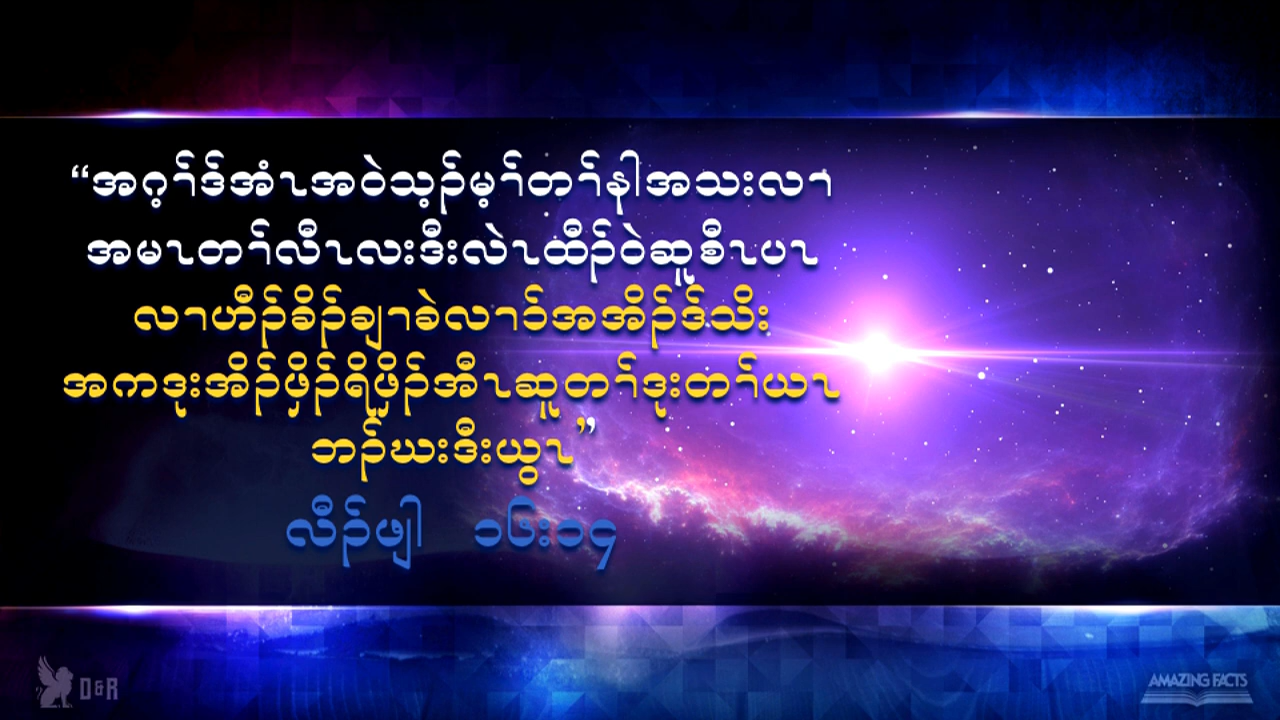 “အဂ့ၢ်ဒ်အံၤအဝဲသ့ၣ်မ့ၢ်တၢ်နါအသးလၢ
အမၤတၢ်လီၤလးဒီးလဲၤထီၣ်ဝဲဆူစီၤပၤ
လၢဟီၣ်ခိၣ်ချၢခဲလၢာ်အအိၣ်ဒ်သိး
အကဒုးအိၣ်ဖှိၣ်ရိဖှိၣ်အီၤဆူတၢ်ဒုးတၢ်ယၤ
ဘၣ်ဃးဒီးယွၤ”
လီၣ်ဖျါ ၁၆း၁၄
D&R
AMAZING FACTS